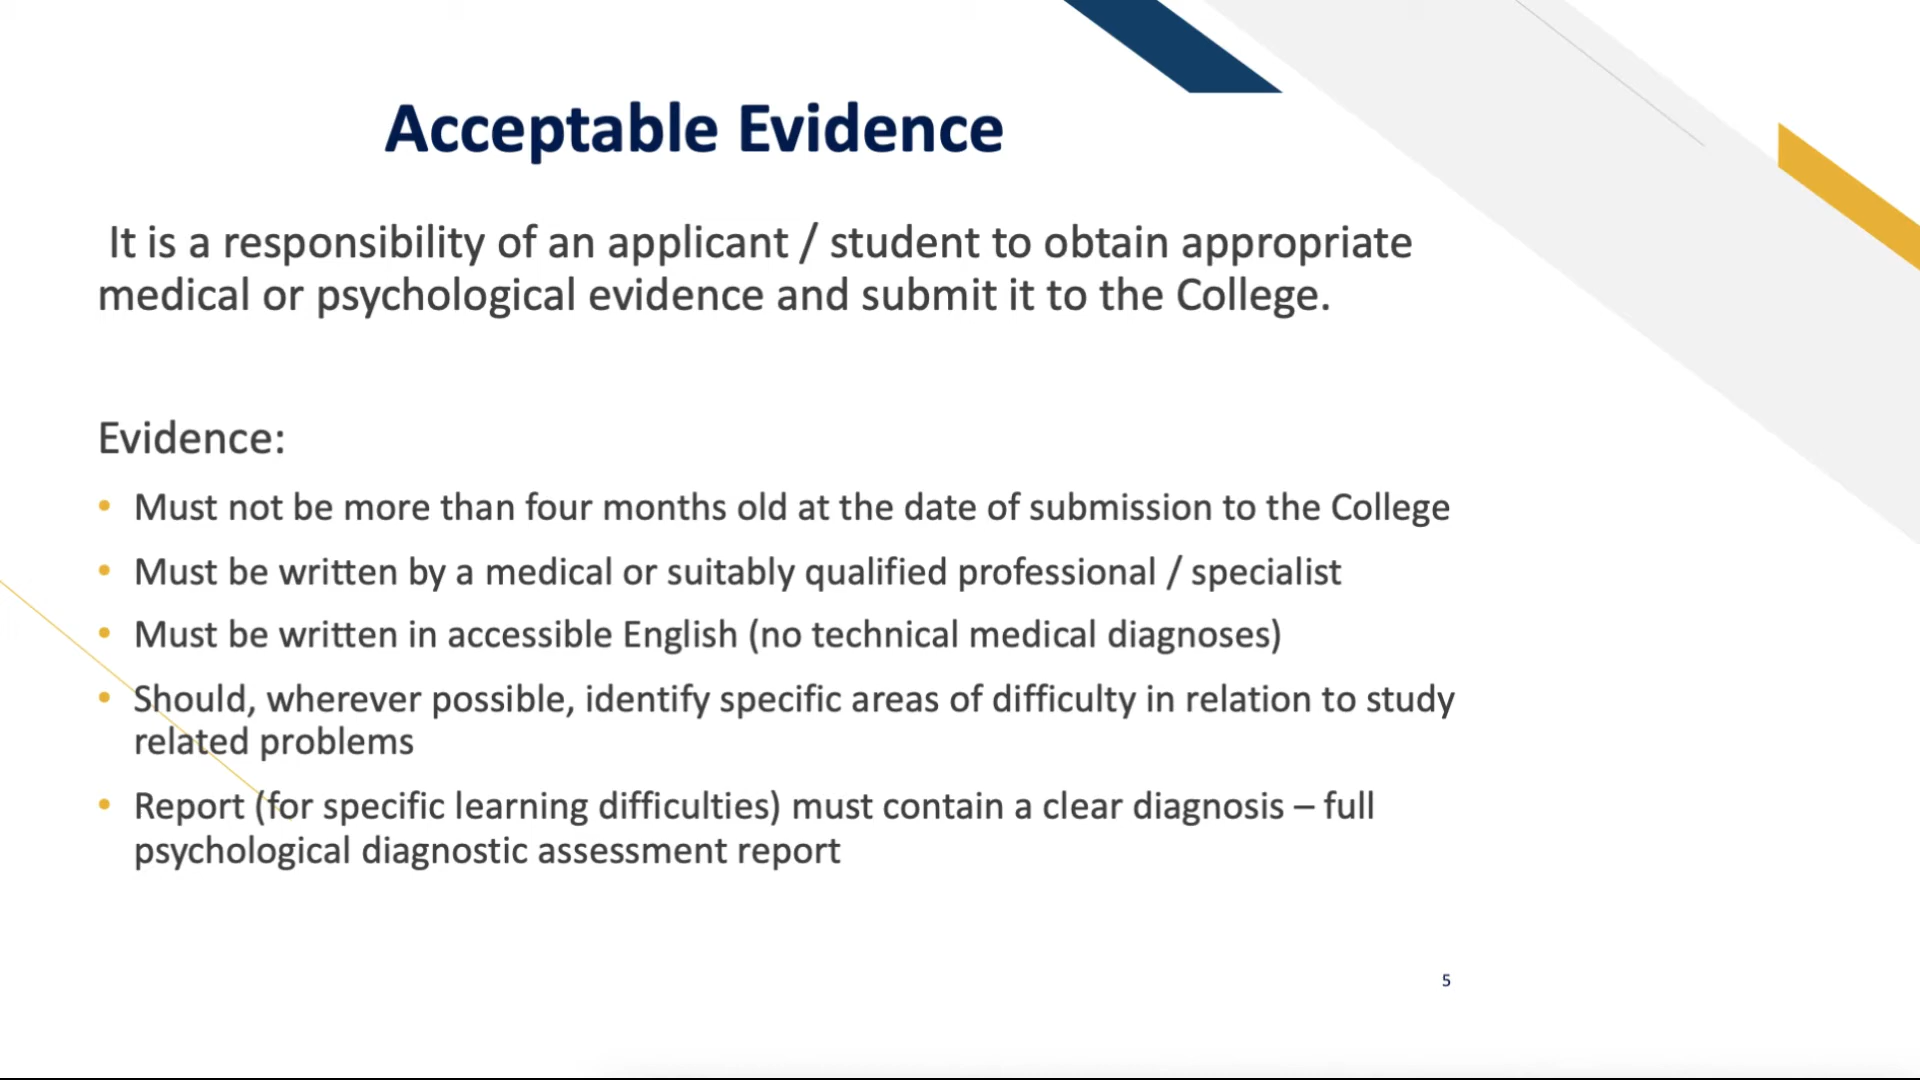 Acceptable Evidence
It is a responsibility of an applicant / student to obtain appropriate
medical or psychological evidence and submit it to the College.
Evidence:
• Must not be more than four months old at the date of submission to the College
• Must be written by a medical or suitably qualified professional / specialist
• Must be written in accessible English (no technical medical diagnoses)
• Should, wherever possible, identify specific areas of difficulty in relation to study
related problems
• Report (for specific learning difficulties) must contain a clear diagnosis – full
psychological diagnostic assessment report
5